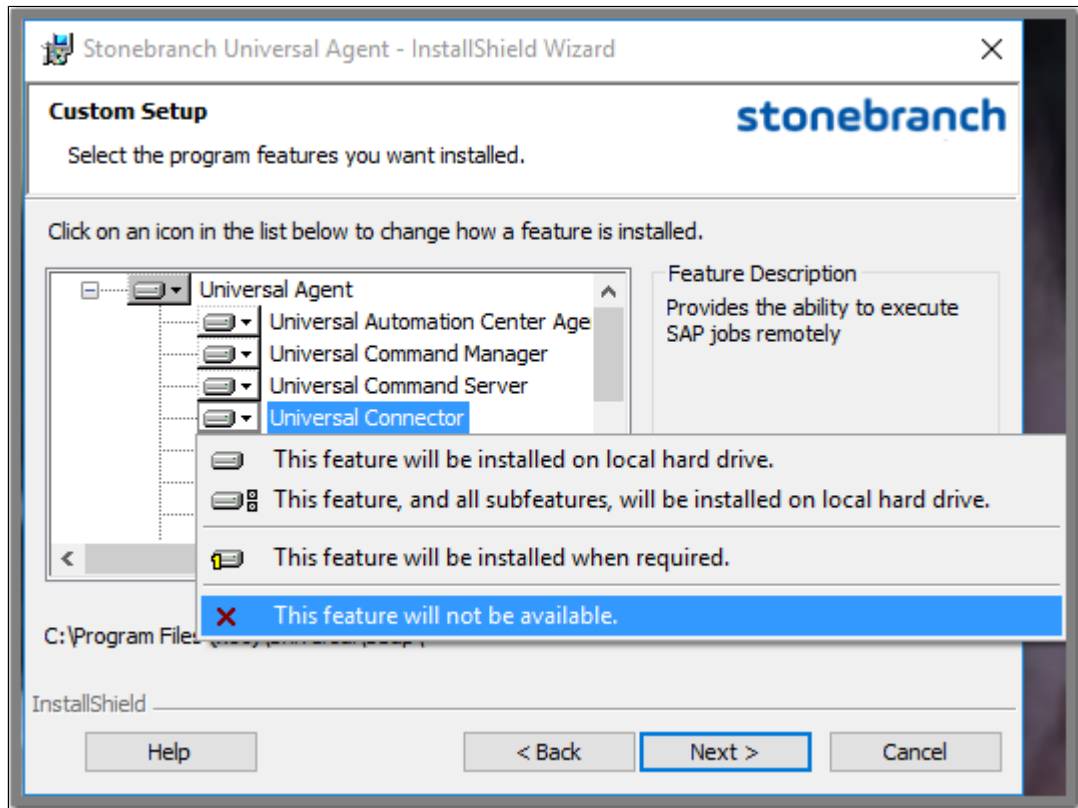 Stonebranch Universal Agent - InstallShield Wizard
Custom Setup
stonebranch
Select the program features you want installed.
Click on an icon in the list below to change how a feature is installed.
Universal Agent
Universal Automation Center Age
Universal Command Manager
Universal Command Server
Universal Connector
Feature Description
Provides the ability to execute
SAP jobs remotely
This feature will be installed on local hard drive.
This feature, and all subfeatures, will be installed on local hard drive.
This feature will be installed when required.
This feature will not be available.
C:\Program Files
InstallShield
Help
< Back
Next >
Cancel